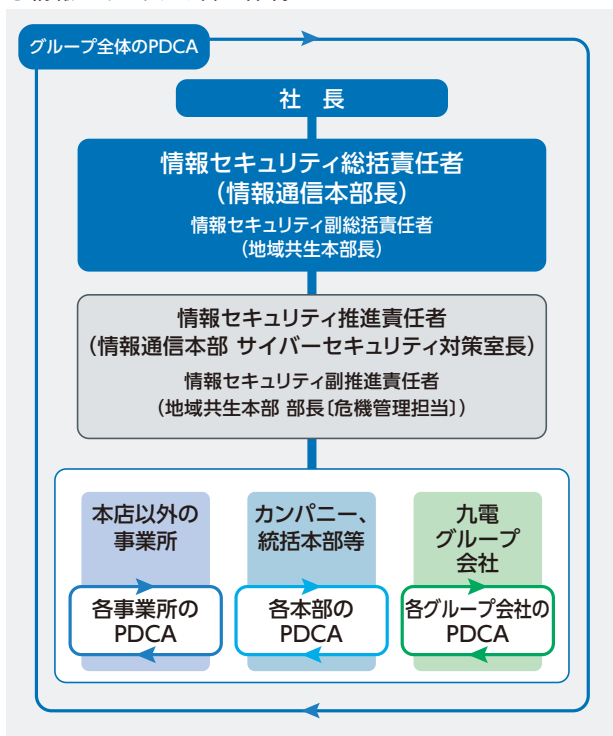 グループ全体のPDCA
社 長
情報セキュリティ総括責任者
（情報通信本部長）
情報セキュリティ副総括責任者
（地域共生本部長）
情報セキュリティ推進責任者
（情報通信本部 サイバーセキュリティ対策室長）
情報セキュリティ副推進責任者
（地域共生本部 部長〔危機管理担当〕）
本店以外の
事業所
各事業所の
PDCA
カンパニー、
統括本部等
各本部の
PDCA
九電
グループ
会社
各グループ会社の
PDCA